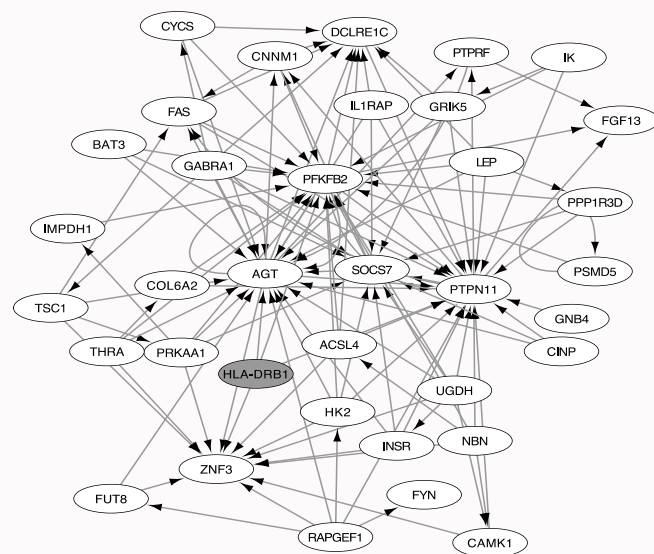 CYCS
DCLRE1C
CNNM1
PTPRF
IK
FAS
IL1RAP
GRIK5
FGF13
BAT3
GABRA1
LEP
PFKFB2
PPP1R3D
IMPDH1
AGT
SOCS7
PSMD5
COL6A2
PTPN11
TSC1
GNB4
THRA
PRKAA1
ACSL4
CINP
HLA-DRB1
UGDH
HK2
INSR
NBN
ZNF3
FUT8
FYN
RAPGEF1
CAMK1